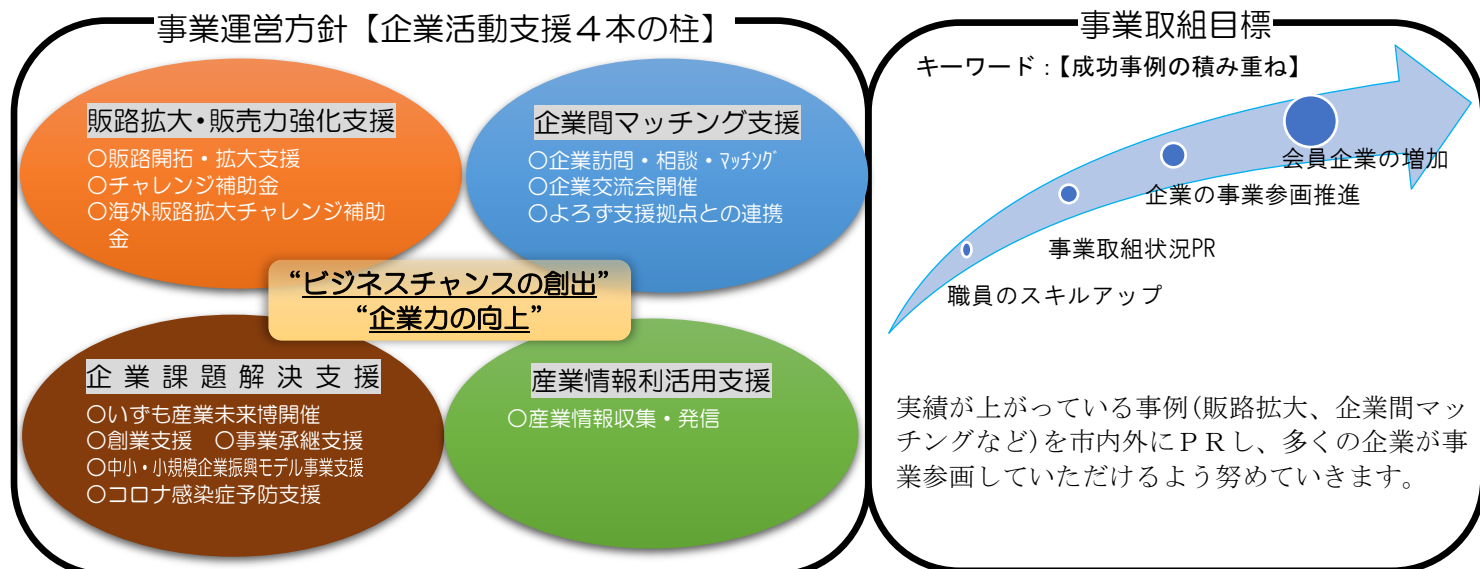 事業運営方針【企業活動支援４本の柱】
販路拡大・販売力強化支援
〇販路開拓・拡大支援
〇チャレンジ補助金
〇海外販路拡大チャレンジ補助
金
企業間マッチング支援
〇企業訪問・相談・ﾏｯﾁﾝｸﾞ
〇企業交流会開催
〇よろず支援拠点との連携
“ビジネスチャンスの創出”
“企業力の向上”
企業課題解決支援
〇いずも産業未来博開催
〇創業支援　〇事業承継支援
〇中小・小規模企業振興モデル事業支援
〇コロナ感染症予防支援
産業情報利活用支援
〇産業情報収集・発信
事業取組目標
キーワード：【成功事例の積み重ね】
会員企業の増加
企業の事業参画推進
事業取組状況PR
職員のスキルアップ
実績が上がっている事例(販路拡大、企業間マッ
チングなど)を市内外にＰＲし、多くの企業が事
業参画していただけるよう努めていきます。